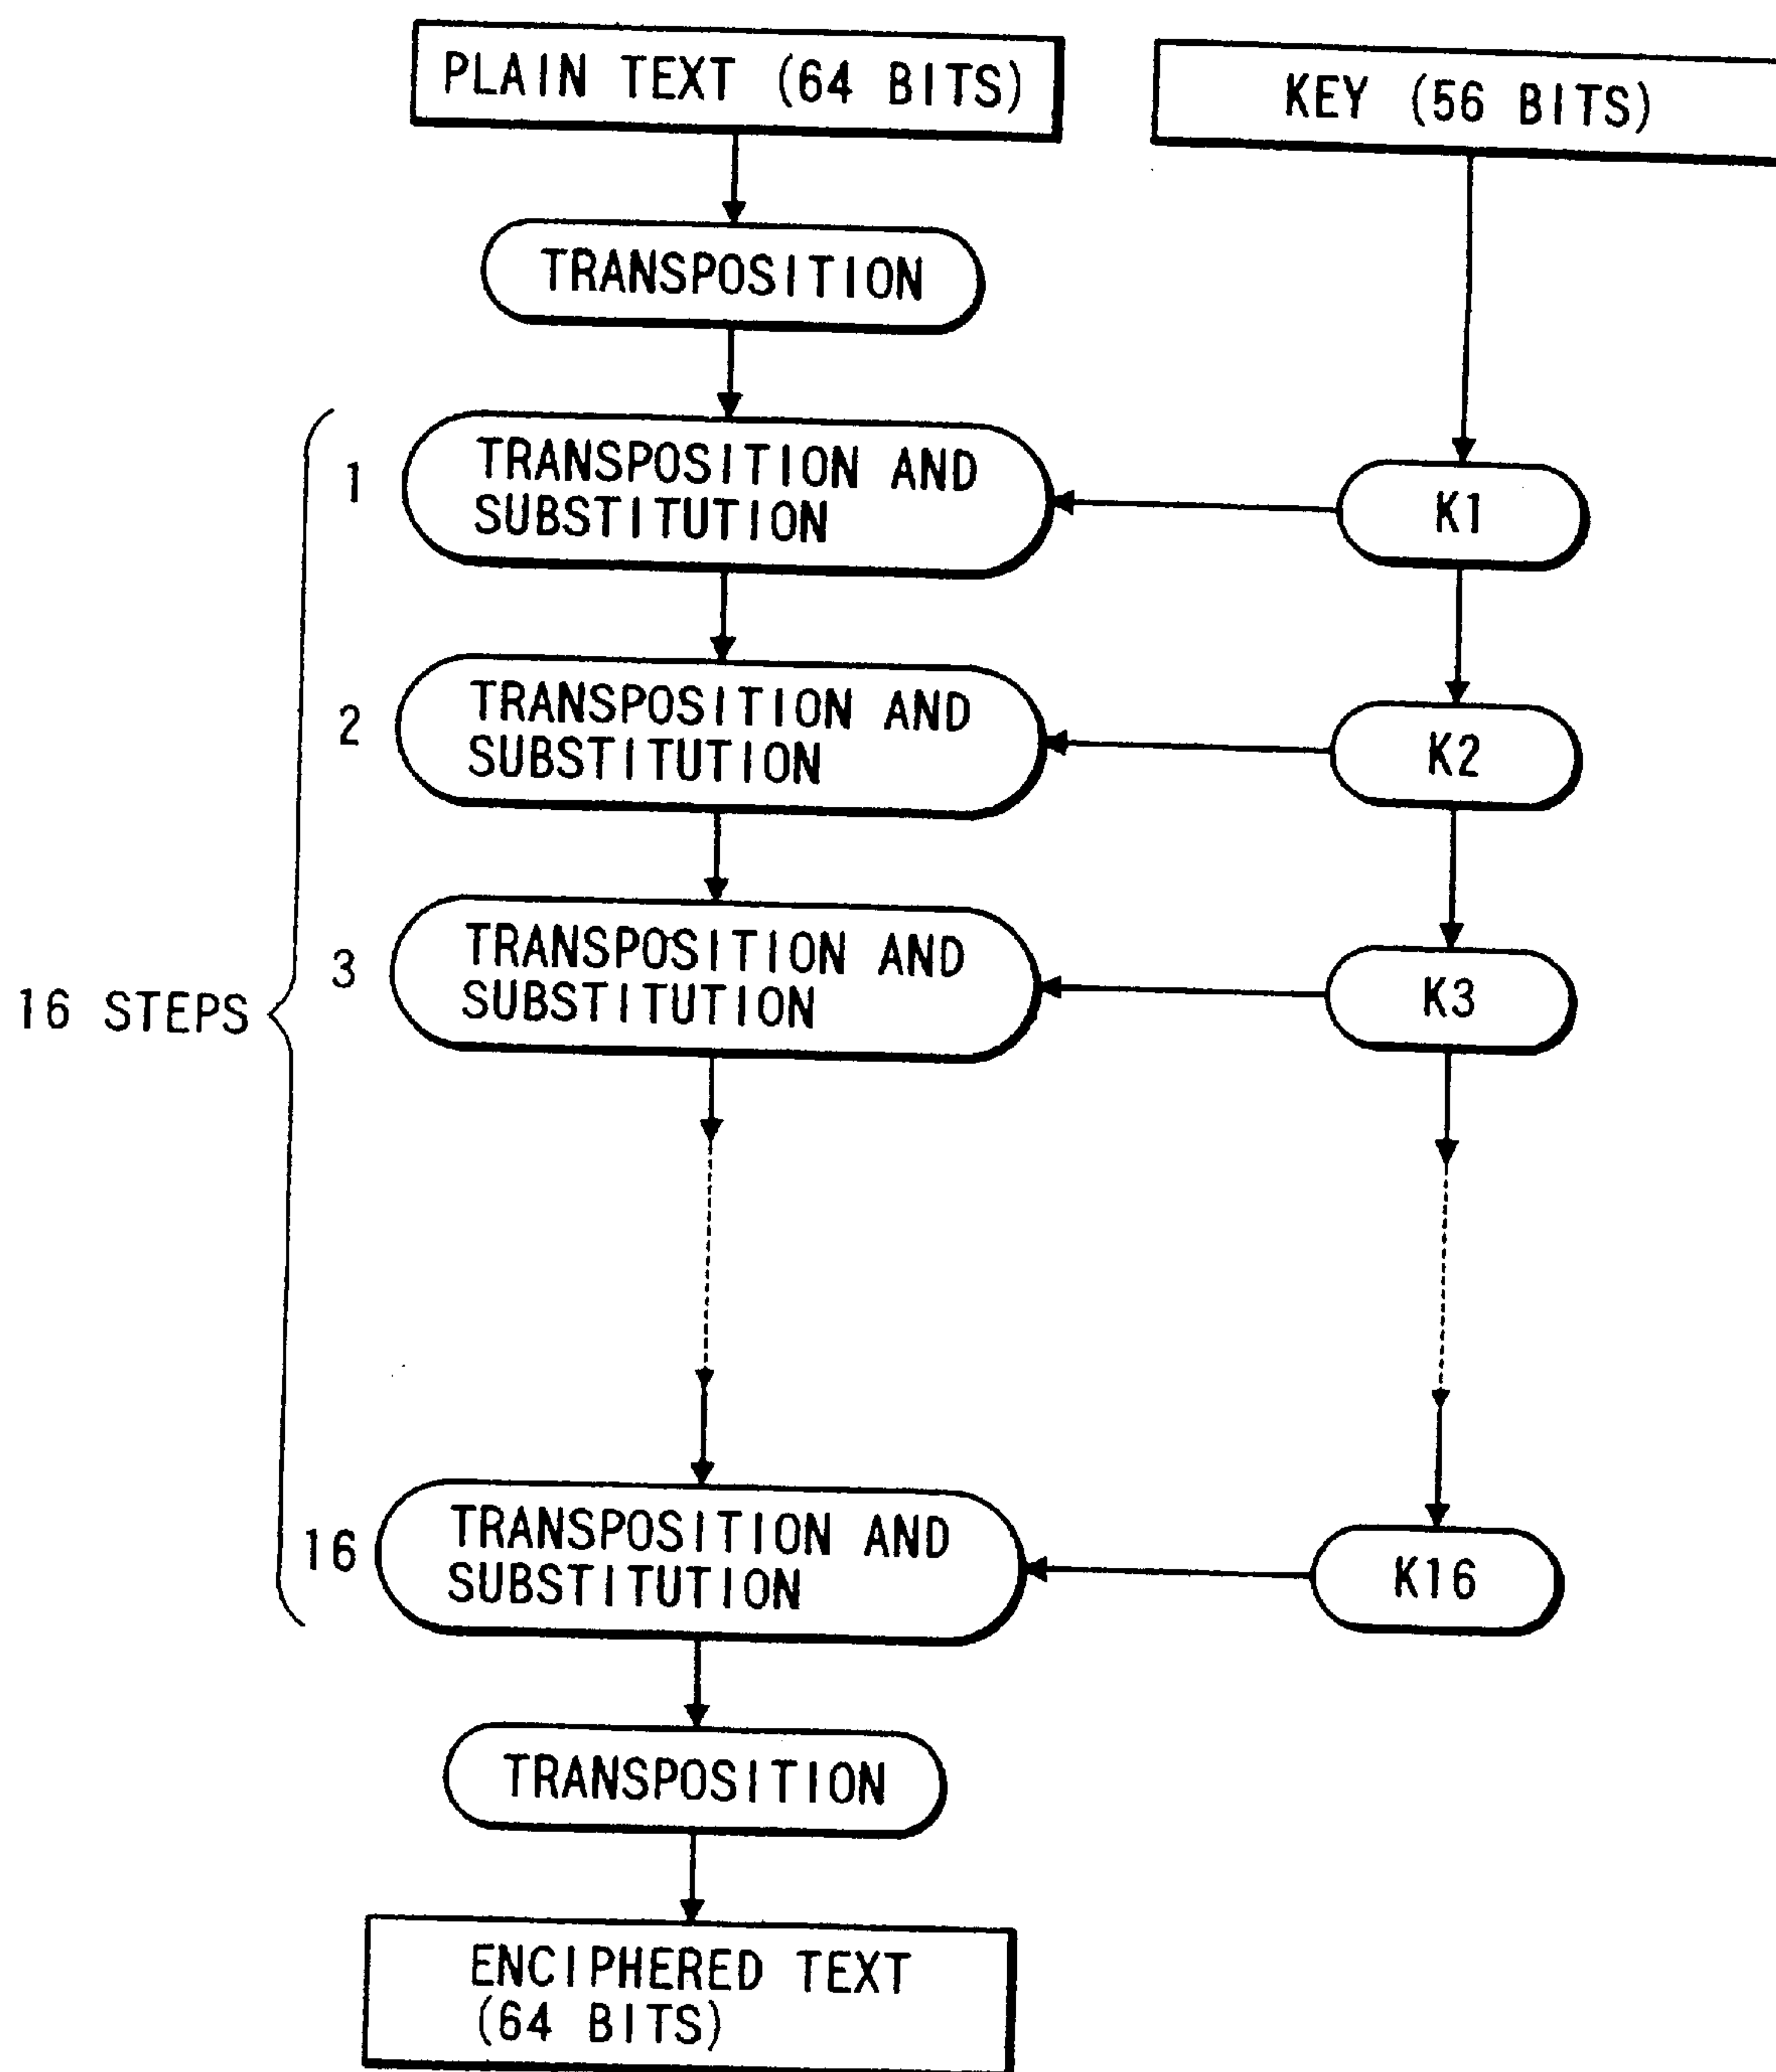 PLAIN TEXT (64 BITS)
KEY (56 BITS)
TRANSPOSITION
1
TRANSPOSITION AND
SUBSTITUTION
K1
2
TRANSPOSITION AND
SUBSTITUTION
K2
3
TRANSPOSITION AND
SUBSTITUTION
K3
16 STEPS
16
TRANSPOSITION AND
SUBSTITUTION
K16
TRANSPOSITION
ENCIPHERED TEXT
(64 BITS)